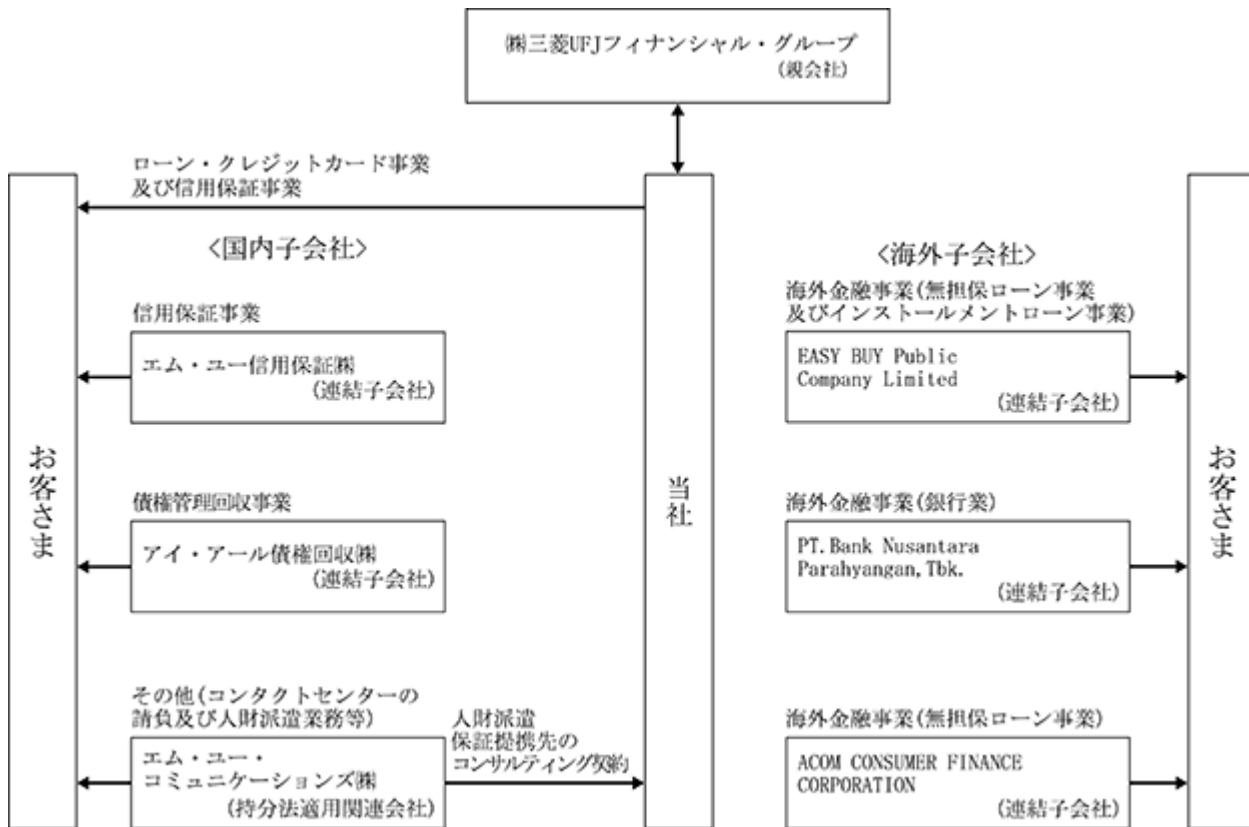 ㈱三菱UFJフィナンシャル・グループ
(親会社)
ローン・クレジットカード事業
及び信用保証事業
<国内子会社>
信用保証事業
エム・ユー信用保証㈱
(連結子会社)
債権管理回収事業
アイ・アール債権回収㈱
(連結子会社)
その他(コンタクトセンターの
請負及び人財派遣業務等)
エム・ユー・
コミュニケーションズ㈱
(持分法適用関連会社)
人財派遣
保証提携先の
コンサルティング契約
お客さま
当社
<海外子会社>
海外金融事業(無担保ローン事業
及びインストールメントローン事業)
EASY BUY Public
Company Limited
(連結子会社)
海外金融事業(銀行業)
PT.Bank Nusantara
Parahyangan,Tbk.
(連結子会社)
海外金融事業(無担保ローン事業)
ACOM CONSUMER FINANCE
CORPORATION
(連結子会社)
お客さま